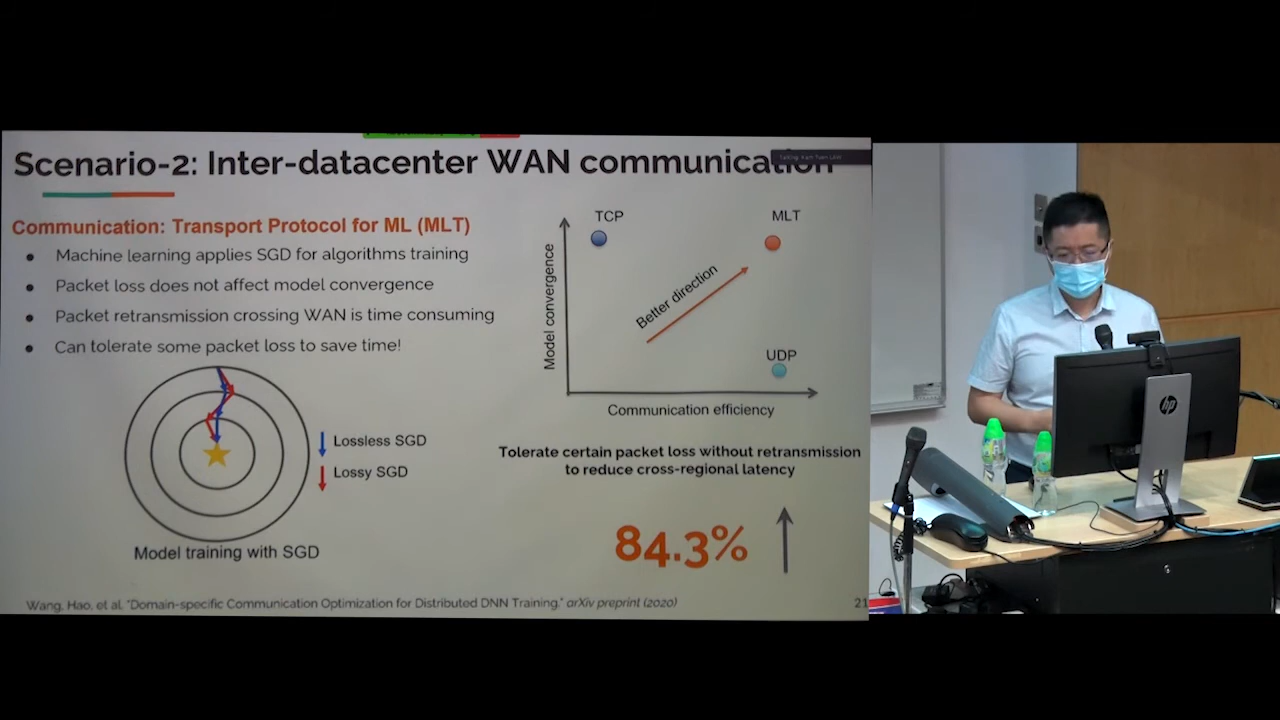 Scenario-2: Inter-datacenter WAN communication
Communication: Transport Protocol for ML (MLT)
Machine learning applies SGD for algorithms training
Packet loss does not affect model convergence
Packet retransmission crossing WAN is time consuming
Can tolerate some packet loss to save time!
Lossless SGD
Lossy SGD
Model training with SGD
TCP
MLT
Better direction
Model convergence
UDP
Communication efficiency
Tolerate certain packet loss without retransmission
to reduce cross-regional latency
84.3%
Wang, Hao, et al. "Domain-specific Communication Optimization for Distributed DNN Training." arXiv preprint (2020)
21
hp